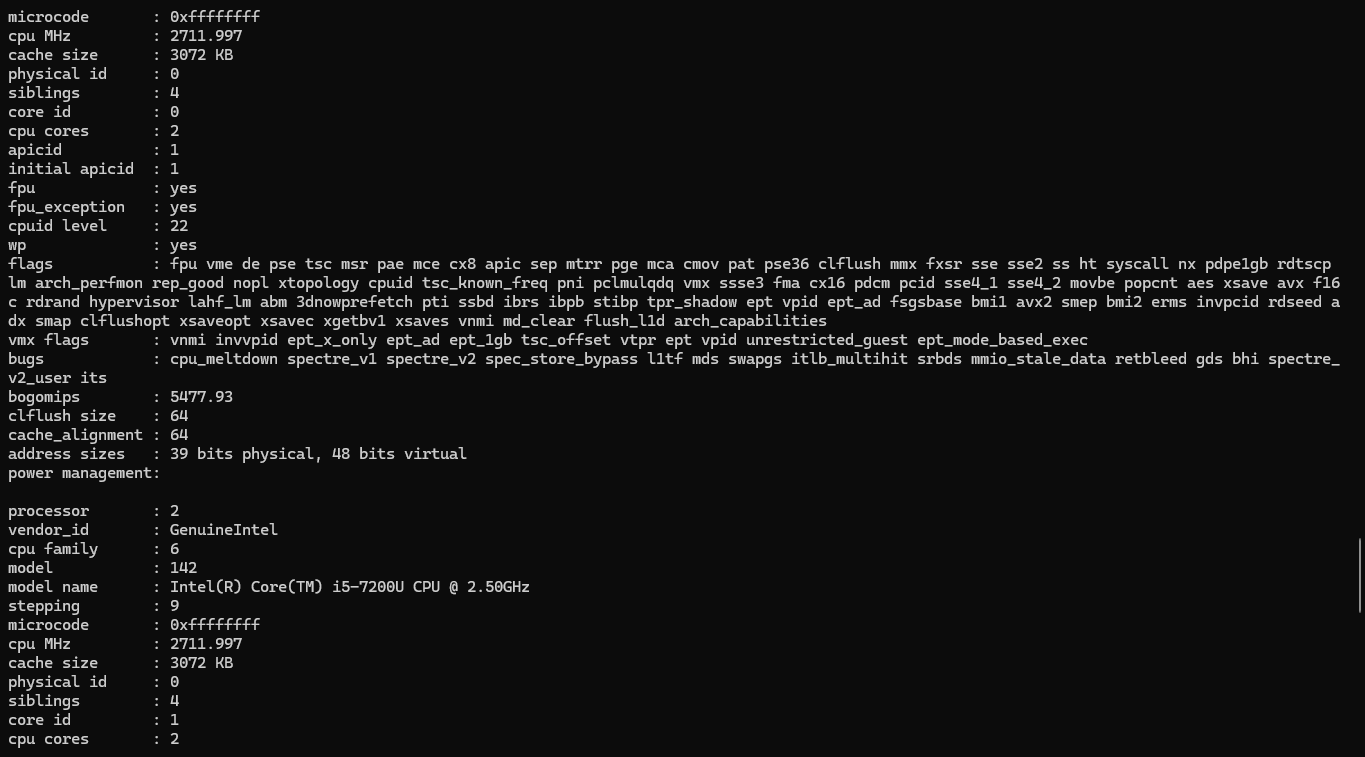 microcode       : 0xffffffff
cpu MHz         : 2711.997
cache size      : 3072 KB
physical id     : 0
siblings        : 4
core id         : 0
cpu cores       : 2
apicid          : 1
initial apicid  : 1
fpu             : yes
fpu_exception   : yes
cpuid level     : 22
wp              : yes
flags           : fpu vme de pse tsc msr pae mce cx8 apic sep mtrr pge mca cmov pat pse36 clflush mmx fxsr sse sse2 ss ht syscall nx pdpe1gb rdtscp
lm arch_perfmon rep_good nopl xtopology cpuid tsc_known_freq pni pclmulqdq vmx ssse3 fma cx16 pdcm pcid sse4_1 sse4_2 movbe popcnt aes xsave avx f16
c rdrand hypervisor lahf_lm abm 3dnowprefetch pti ssbd ibrs ibpb stibp tpr_shadow ept vpid ept_ad fsgsbase bmi1 avx2 smep bmi2 erms invpcid rdseed a
dx smap clflushopt xsaveopt xsavec xgetbv1 xsaves vnmi md_clear flush_l1d arch_capabilities
vmx flags       : vnmi invvpid ept_x_only ept_ad ept_1gb tsc_offset vtpr ept vpid unrestricted_guest ept_mode_based_exec
bugs            : cpu_meltdown spectre_v1 spectre_v2 spec_store_bypass l1tf mds swapgs itlb_multihit srbds mmio_stale_data retbleed gds bhi spectre_
v2_user its
bogomips        : 5477.93
clflush size    : 64
cache_alignment : 64
address sizes   : 39 bits physical, 48 bits virtual
power management:

processor       : 2
vendor_id       : GenuineIntel
cpu family      : 6
model           : 142
model name      : Intel(R) Core(TM) i5-7200U CPU @ 2.50GHz
stepping        : 9
microcode       : 0xffffffff
cpu MHz         : 2711.997
cache size      : 3072 KB
physical id     : 0
siblings        : 4
core id         : 1
cpu cores       : 2